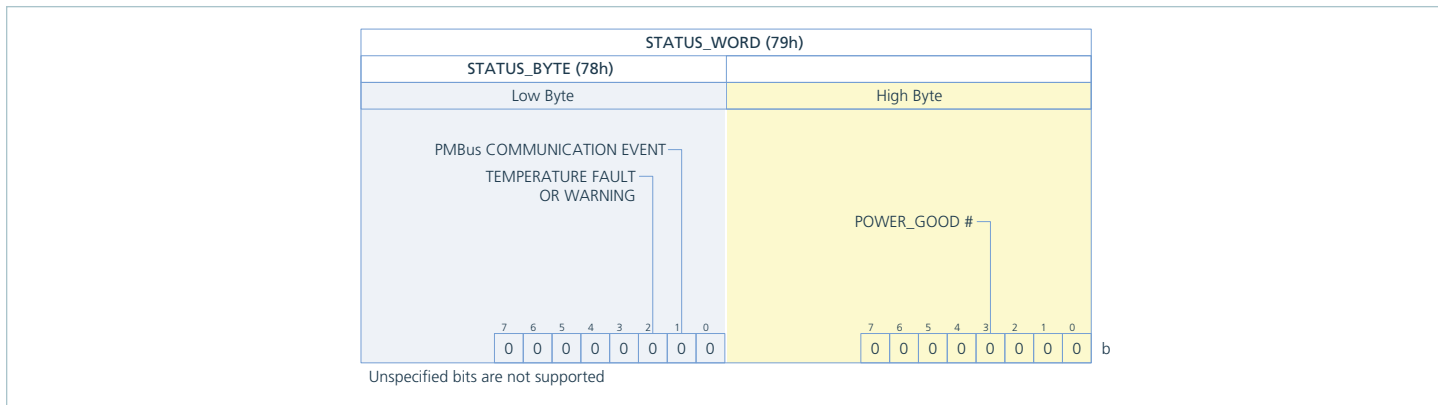 STATUS_WORD (79h)
STATUS_BYTE (78h)
Low Byte
High Byte
PMBus COMMUNICATION EVENT
TEMPERATURE FAULT
OR WARNING
POWER_GOOD #
7 6 5 4 3 2 1 0
0 0 0 0 0 0 0 0
7 6 5 4 3 2 1 0
0 0 0 0 0 0 0 0 b
Unspecified bits are not supported